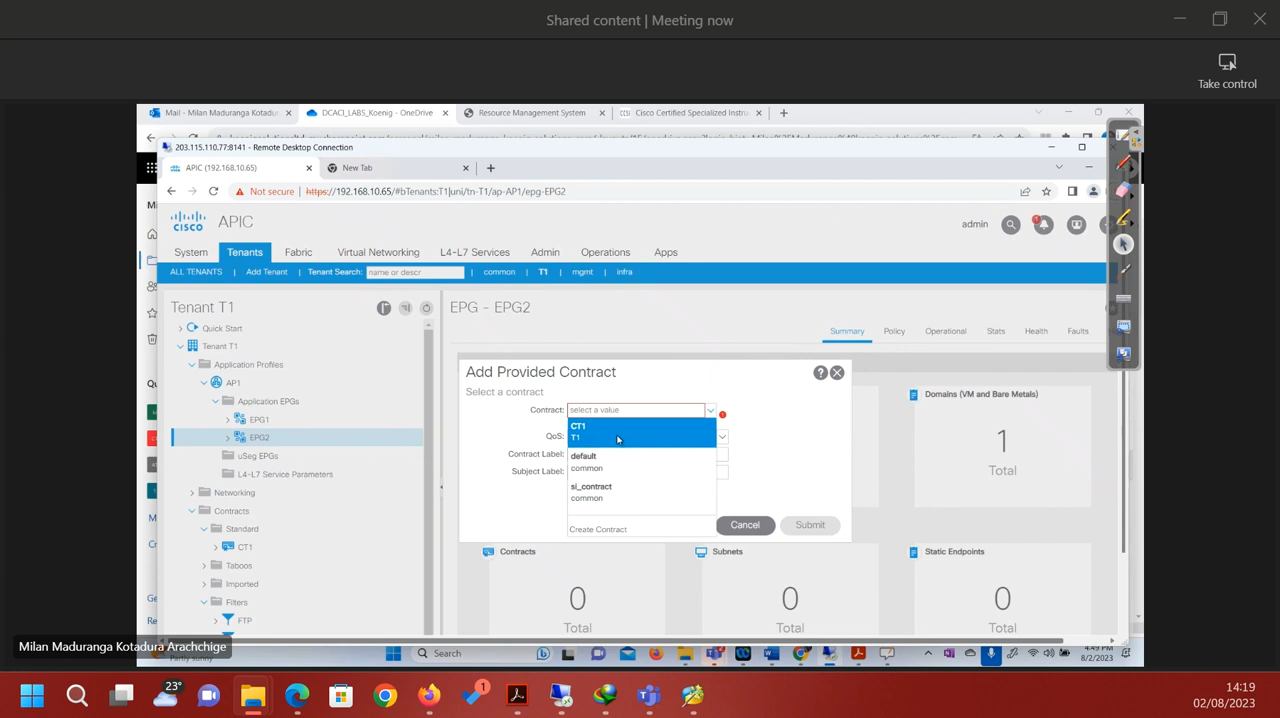 Shared content | Meeting now
Take control
Mail - Milan Maduranga Kotadu
DCACI_LABS_Koenig - OneDrive
Resource Management System
Cisco Certified Specialized Instru
203.115.110.77:8141 - Remote Desktop Connection
APIC (192.168.10.65)
New Tab
Not secure
https://192.168.10.65/#bTenants:T1|uni/tn-T1/ap-AP1/epg-EPG2
CISCO
APIC
admin
System
Tenants
Fabric
Virtual Networking
L4-L7 Services
Admin
Operations
Apps
ALL TENANTS | Add Tenant | Tenant Search: name or descr | common | T1 | mgmt | infra
Tenant T1
EPG - EPG2
Quick Start
Tenant T1
Application Profiles
AP1
Application EPGs
EPG1
EPG2
uSeg EPGs
L4-L7 Service Parameters
Networking
Contracts
Standard
CT1
Taboos
Imported
Filters
FTP
Summary
Policy
Operational
Stats
Health
Faults
Add Provided Contract
Select a contract
Contract: select a value
CT1
T1
QoS:
default
common
Contract Label:
Subject Label:
si_contract
common
Create Contract
Cancel
Submit
Domains (VM and Bare Metals)
1
Total
Contracts
0
Total
Subnets
0
Total
Static Endpoints
0
Total
Milan Maduranga Kotadura Arachchige
Partly sunny
Search
4:49 PM
8/2/2023
23°
1
14:19
02/08/2023